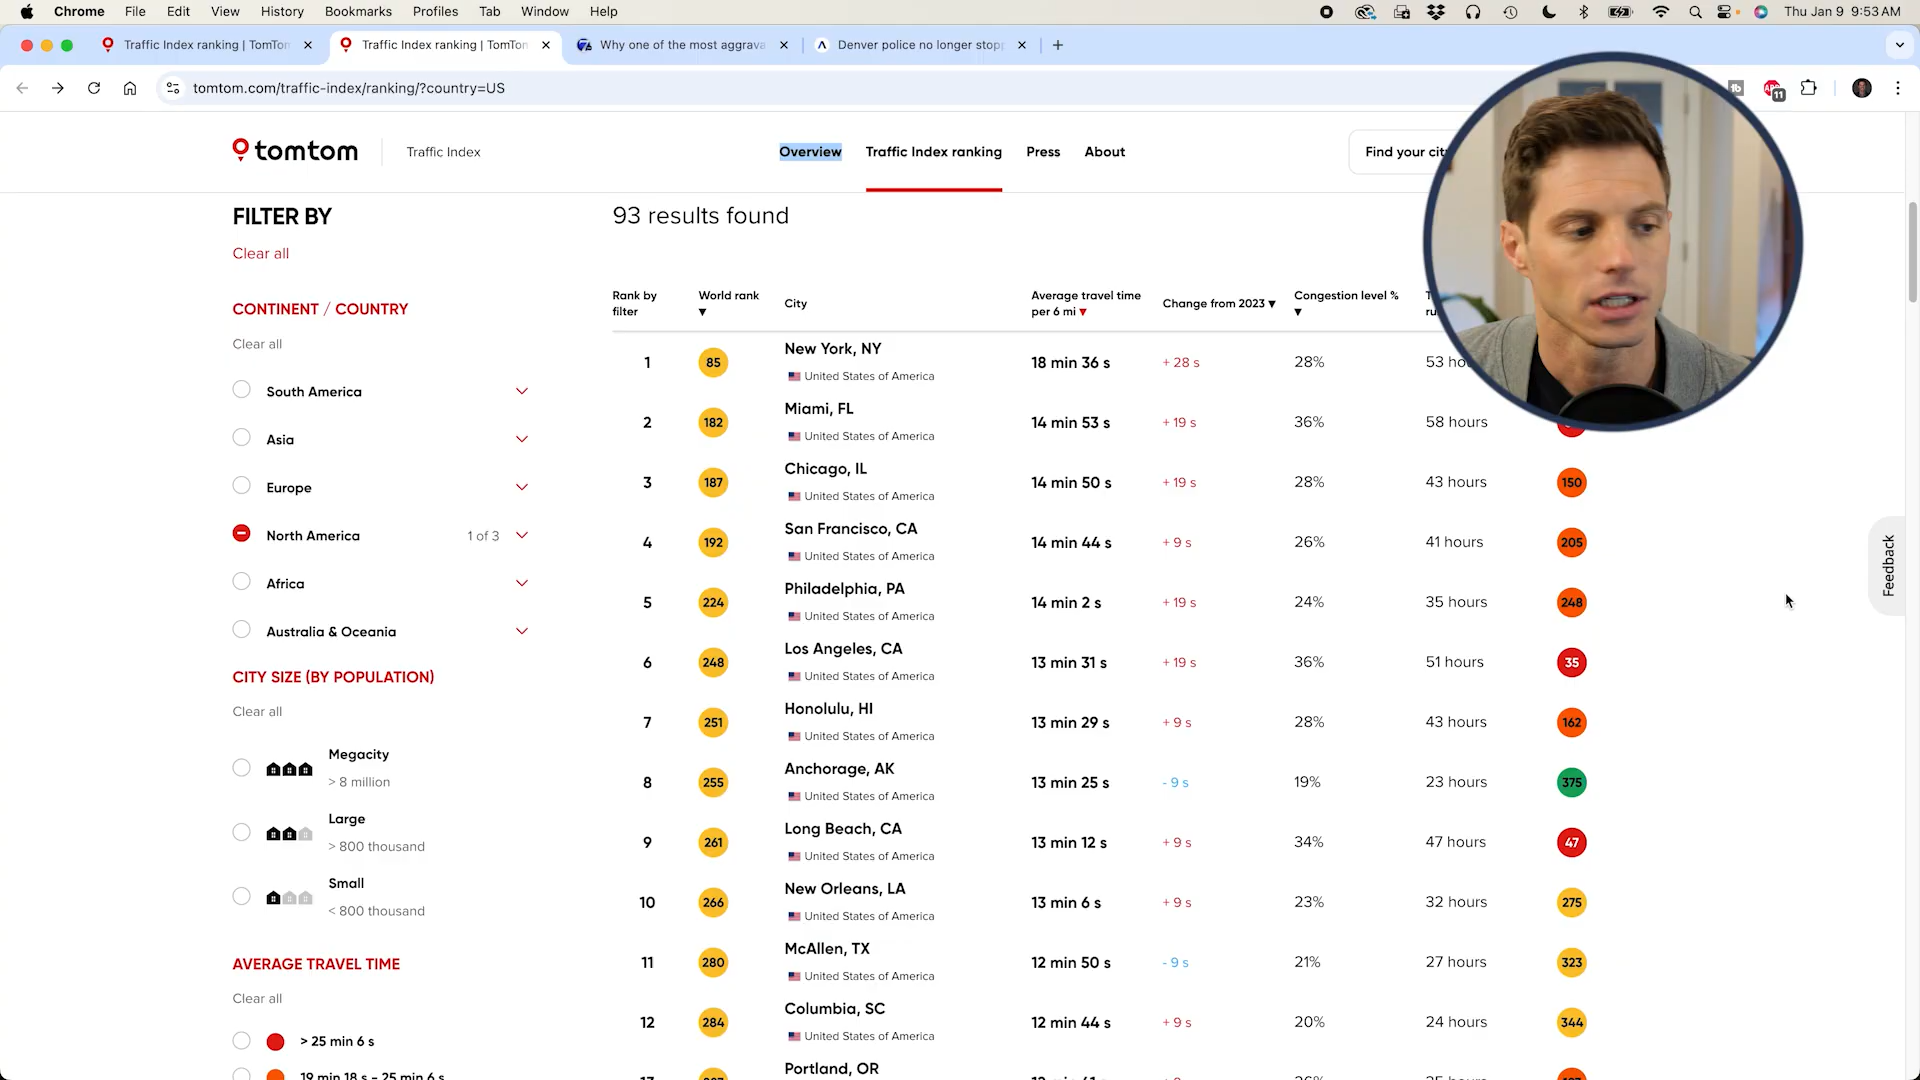 Chrome File Edit View History Bookmarks Profiles Tab Window Help Thu Jan 9 9:53 AM
Traffic Index ranking | TomTon Traffic Index ranking | TomTon Why one of the most aggrava Denver police no longer stopp
tomtom.com/traffic-index/ranking/?country=US 11
tomtom Traffic Index Overview Traffic Index ranking Press About Find your city
FILTER BY
Clear all
CONTINENT / COUNTRY
Clear all
South America
Asia
Europe
North America 1 of 3
Africa
Australia & Oceania
CITY SIZE (BY POPULATION)
Clear all
Megacity
> 8 million
Large
> 800 thousand
Small
< 800 thousand
AVERAGE TRAVEL TIME
Clear all
> 25 min 6 s
19 min 18 s - 25 min 6 s
93 results found
Rank by filter World rank ▼ City Average travel time per 6 mi ▼ Change from 2023 ▼ Congestion level % ▼
1 85 New York, NY 18 min 36 s + 28 s 28% 53
United States of America
2 182 Miami, FL 14 min 53 s + 19 s 36% 58 hours
United States of America
3 187 Chicago, IL 14 min 50 s + 19 s 28% 43 hours 150
United States of America
4 192 San Francisco, CA 14 min 44 s + 9 s 26% 41 hours 205
United States of America
5 224 Philadelphia, PA 14 min 2 s + 19 s 24% 35 hours 248
United States of America
6 248 Los Angeles, CA 13 min 31 s + 19 s 36% 51 hours 35
United States of America
7 251 Honolulu, HI 13 min 29 s + 9 s 28% 43 hours 162
United States of America
8 255 Anchorage, AK 13 min 25 s - 9 s 19% 23 hours 375
United States of America
9 261 Long Beach, CA 13 min 12 s + 9 s 34% 47 hours 47
United States of America
10 266 New Orleans, LA 13 min 6 s + 9 s 23% 32 hours 275
United States of America
11 280 McAllen, TX 12 min 50 s - 9 s 21% 27 hours 323
United States of America
12 284 Columbia, SC 12 min 44 s + 9 s 20% 24 hours 344
United States of America
Portland, OR
Feedback